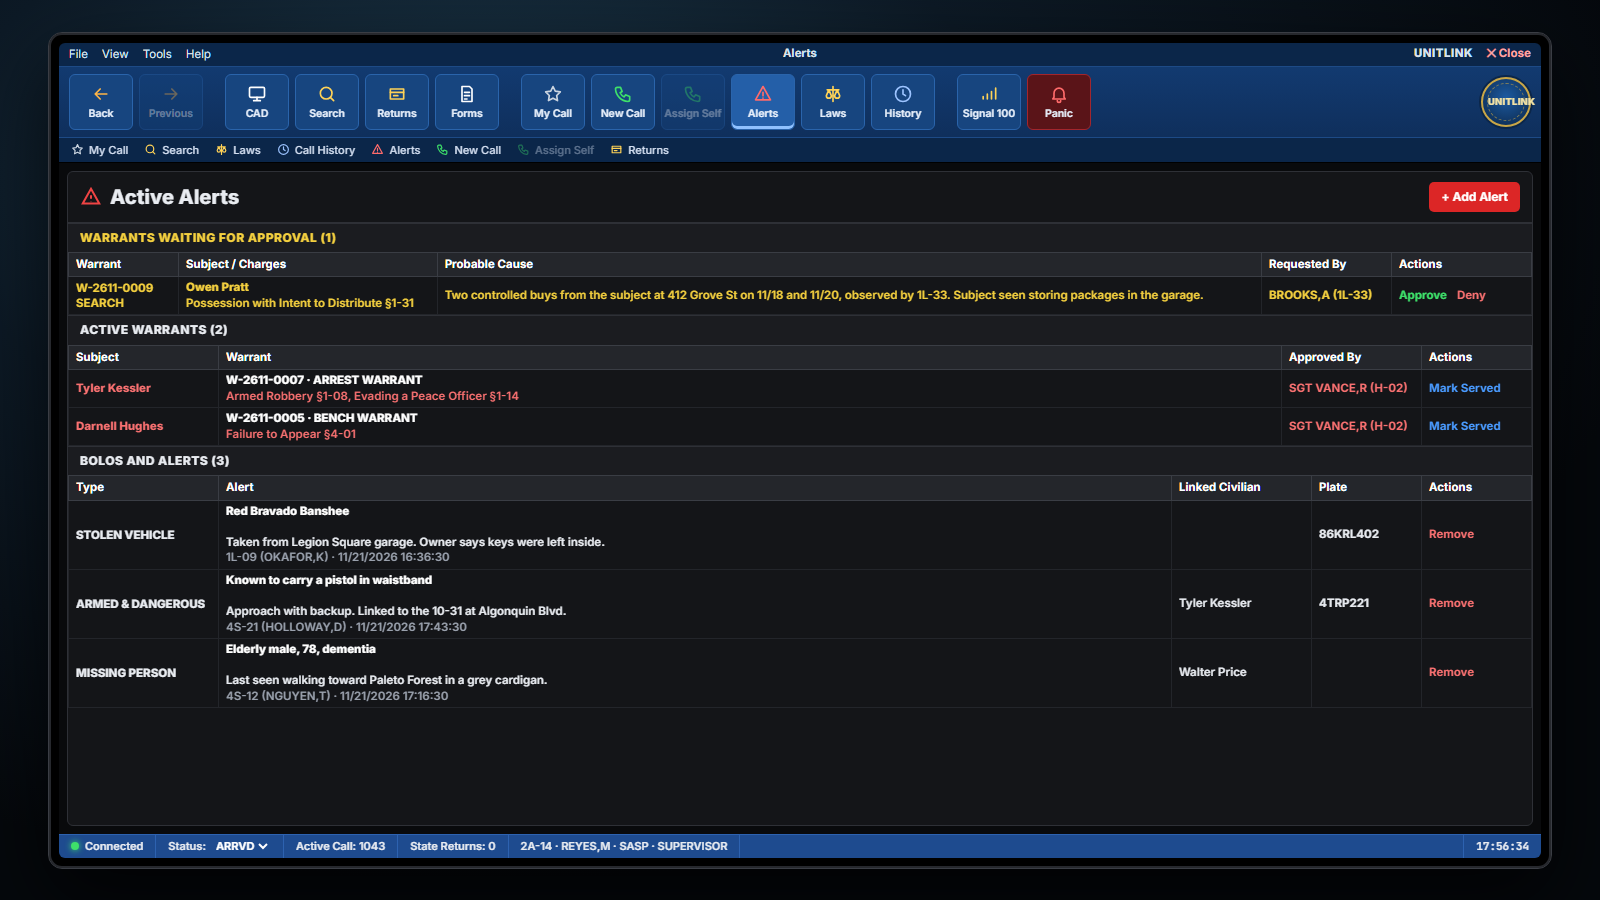 File View Tools Help
Alerts
UNITLINK
Close
Back
Previous
CAD
Search
Returns
Forms
My Call
New Call
Assign Self
Alerts
Laws
History
Signal 100
Panic
UNITLINK
My Call
Search
Laws
Call History
Alerts
New Call
Assign Self
Returns
Active Alerts
+ Add Alert
WARRANTS WAITING FOR APPROVAL (1)
Warrant Subject / Charges Probable Cause Requested By Actions
W-2611-0009
SEARCH
Owen Pratt
Possession with Intent to Distribute §1-31
Two controlled buys from the subject at 412 Grove St on 11/18 and 11/20, observed by 1L-33. Subject seen storing packages in the garage.
BROOKS,A (1L-33)
Approve Deny
ACTIVE WARRANTS (2)
Subject Warrant Approved By Actions
Tyler Kessler
W-2611-0007 · ARREST WARRANT
Armed Robbery §1-08, Evading a Peace Officer §1-14
SGT VANCE,R (H-02)
Mark Served
Darnell Hughes
W-2611-0005 · BENCH WARRANT
Failure to Appear §4-01
SGT VANCE,R (H-02)
Mark Served
BOLOS AND ALERTS (3)
Type Alert Linked Civilian Plate Actions
STOLEN VEHICLE
Red Bravado Banshee
Taken from Legion Square garage. Owner says keys were left inside.
1L-09 (OKAFOR,K) · 11/21/2026 16:36:30
86KRL402
Remove
ARMED & DANGEROUS
Known to carry a pistol in waistband
Approach with backup. Linked to the 10-31 at Algonquin Blvd.
4S-21 (HOLLOWAY,D) · 11/21/2026 17:43:30
Tyler Kessler
4TRP221
Remove
MISSING PERSON
Elderly male, 78, dementia
Last seen walking toward Paleto Forest in a grey cardigan.
4S-12 (NGUYEN,T) · 11/21/2026 17:16:30
Walter Price
Remove
Connected
Status: ARRVD
Active Call: 1043
State Returns: 0
2A-14 · REYES,M · SASP · SUPERVISOR
17:56:34